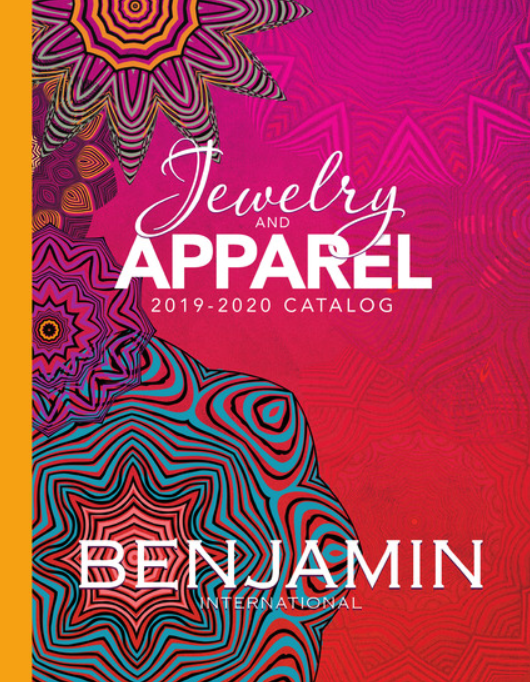 Jewelry
AND
APPAREL
2019-2020 CATALOG
BENJAMIN
INTERNATIONAL